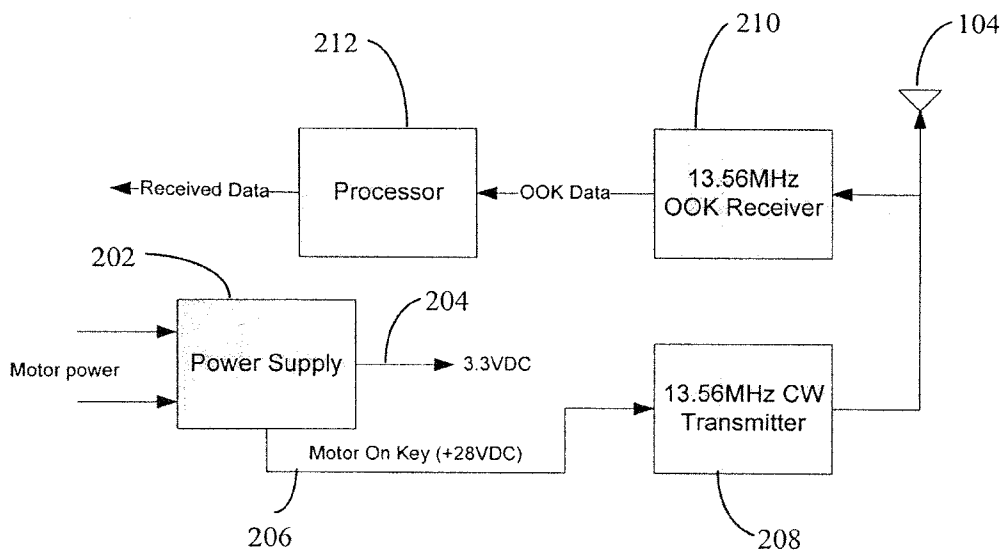 212
210
104
Received Data
Processor
OOK Data
13.56MHz
OOK Receiver
202
204
Motor power
Power Supply
3.3VDC
13.56MHz CW
Transmitter
Motor On Key (+28VDC)
206
208